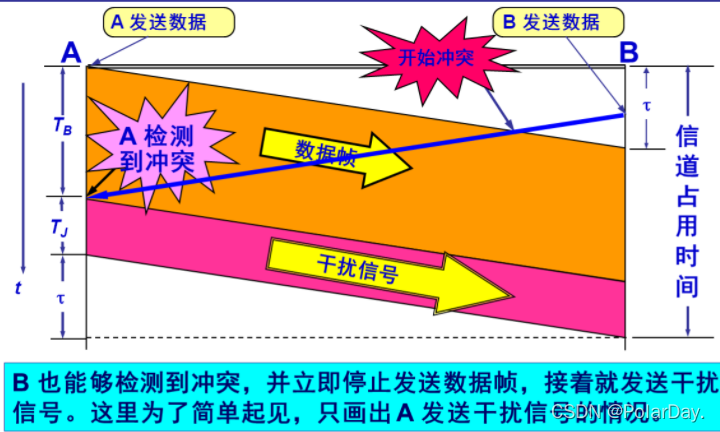 A 发送数据
B 发送数据
A
开始冲突
B
T_B
A 检测
到冲突
数据帧
τ
信道占用时间
T_J
干扰信号
t
τ
B 也能够检测到冲突，并立即停止发送数据帧，接着就发送干扰
信号。这里为了简单起见，只画出 A 发送干扰信号的情况。
CSDN @PolarDay.